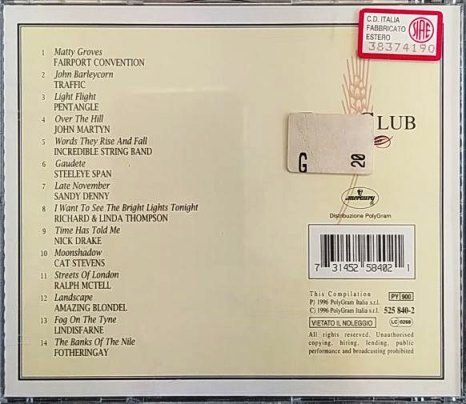 C.D. ITALIA
FABBRICATO
ESTERO
SIAE
38374190
1 Matty Groves
FAIRPORT CONVENTION
2 John Barleycorn
TRAFFIC
3 Light Flight
PENTANGLE
4 Over The Hill
JOHN MARTYN
5 Words They Rise And Fall
INCREDIBLE STRING BAND
6 Gaudete
STEELEYE SPAN
7 Late November
SANDY DENNY
8 I Want To See The Bright Lights Tonight
RICHARD & LINDA THOMPSON
9 Time Has Told Me
NICK DRAKE
10 Moonshadow
CAT STEVENS
11 Streets Of London
RALPH MCTELL
12 Landscape
AMAZING BLONDEL
13 Fog On The Tyne
LINDISFARNE
14 The Banks Of The Nile
FOTHERINGAY
CLUB
G 20
mercury
Distribuzione PolyGram
7 31452 58402 1
This Compilation PY 900
P) 1996 PolyGram Italia s.r.l.
C) 1996 PolyGram Italia s.r.l. 525 840-2
VIETATO IL NOLEGGIO LC 0268
All rights reserved. Unauthorised
copying, hiring, lending, public
performance and broadcasting prohibited